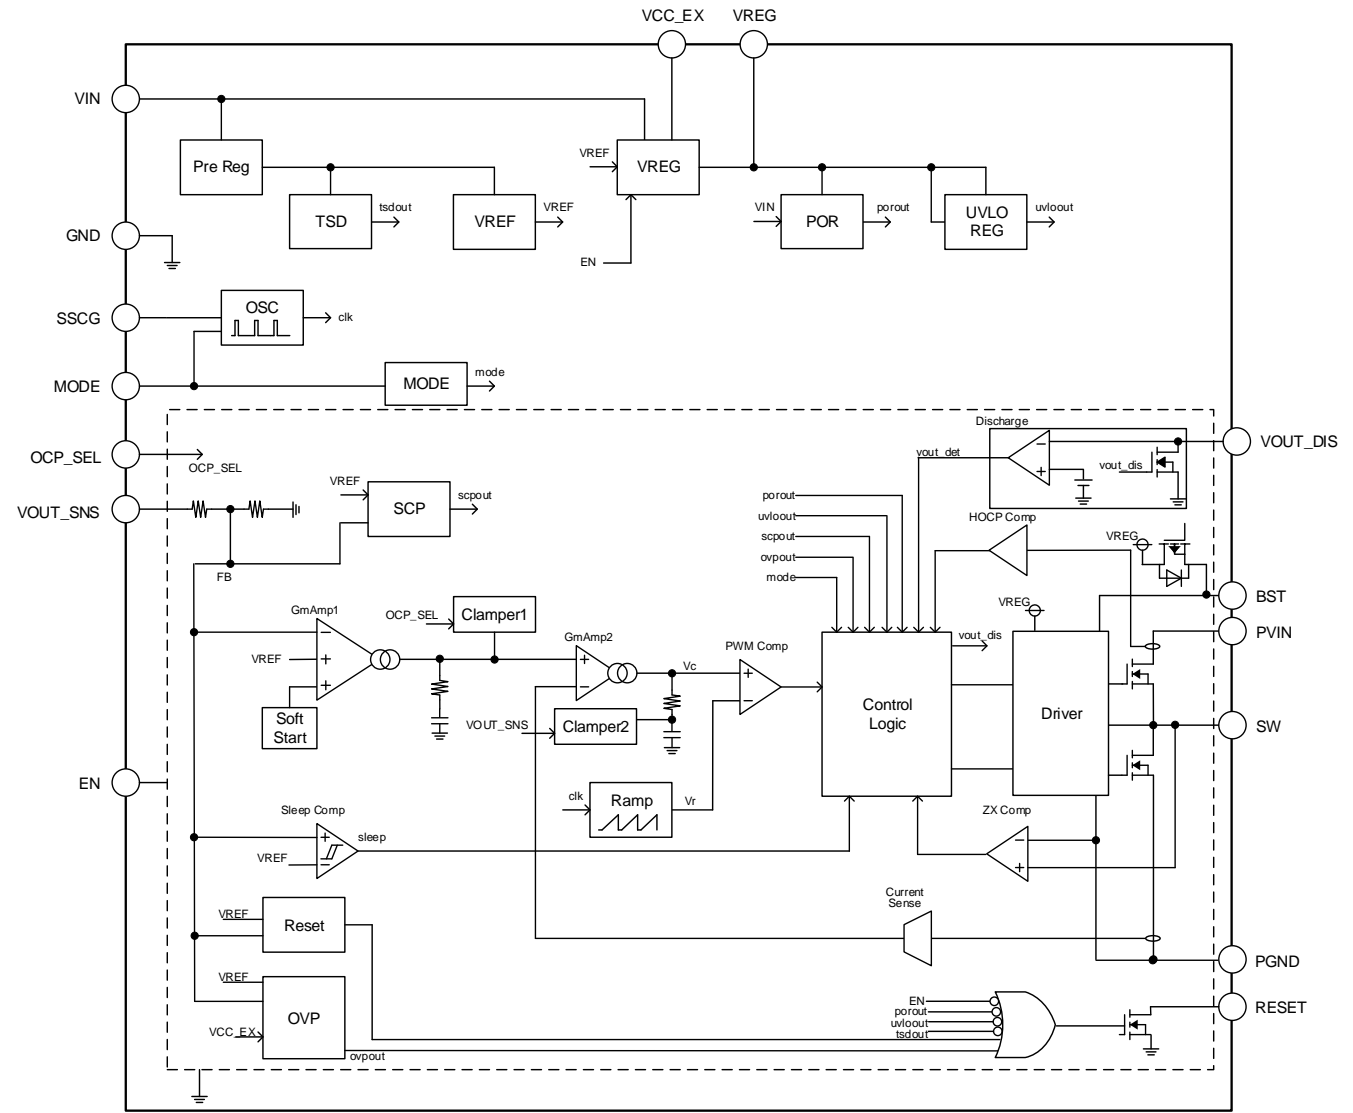 VCC_EX VREG
VIN
Pre Reg
VREF
VREG
TSD
tsdout
VREF
VREF
VIN
POR
porout
UVLO
REG
uvloout
GND
EN
SSCG
OSC
clk
MODE
MODE
mode
OCP_SEL
OCP_SEL
Discharge
vout_det
vout_dis
VOUT_DIS
VOUT_SNS
VREF
SCP
scpout
FB
porout
uvloout
scpout
ovpout
mode
HOCP Comp
VREG
BST
GmAmp1
VREF
Soft
Start
OCP_SEL
Clamper1
GmAmp2
Vc
VOUT_SNS
Clamper2
PWM Comp
Control
Logic
vout_dis
VREG
Driver
PVIN
SW
EN
clk
Ramp
Vr
Sleep Comp
VREF
sleep
ZX Comp
Current
Sense
VREF
Reset
PGND
VREF
VCC_EX
OVP
ovpout
EN
porout
uvloout
tsdout
RESET